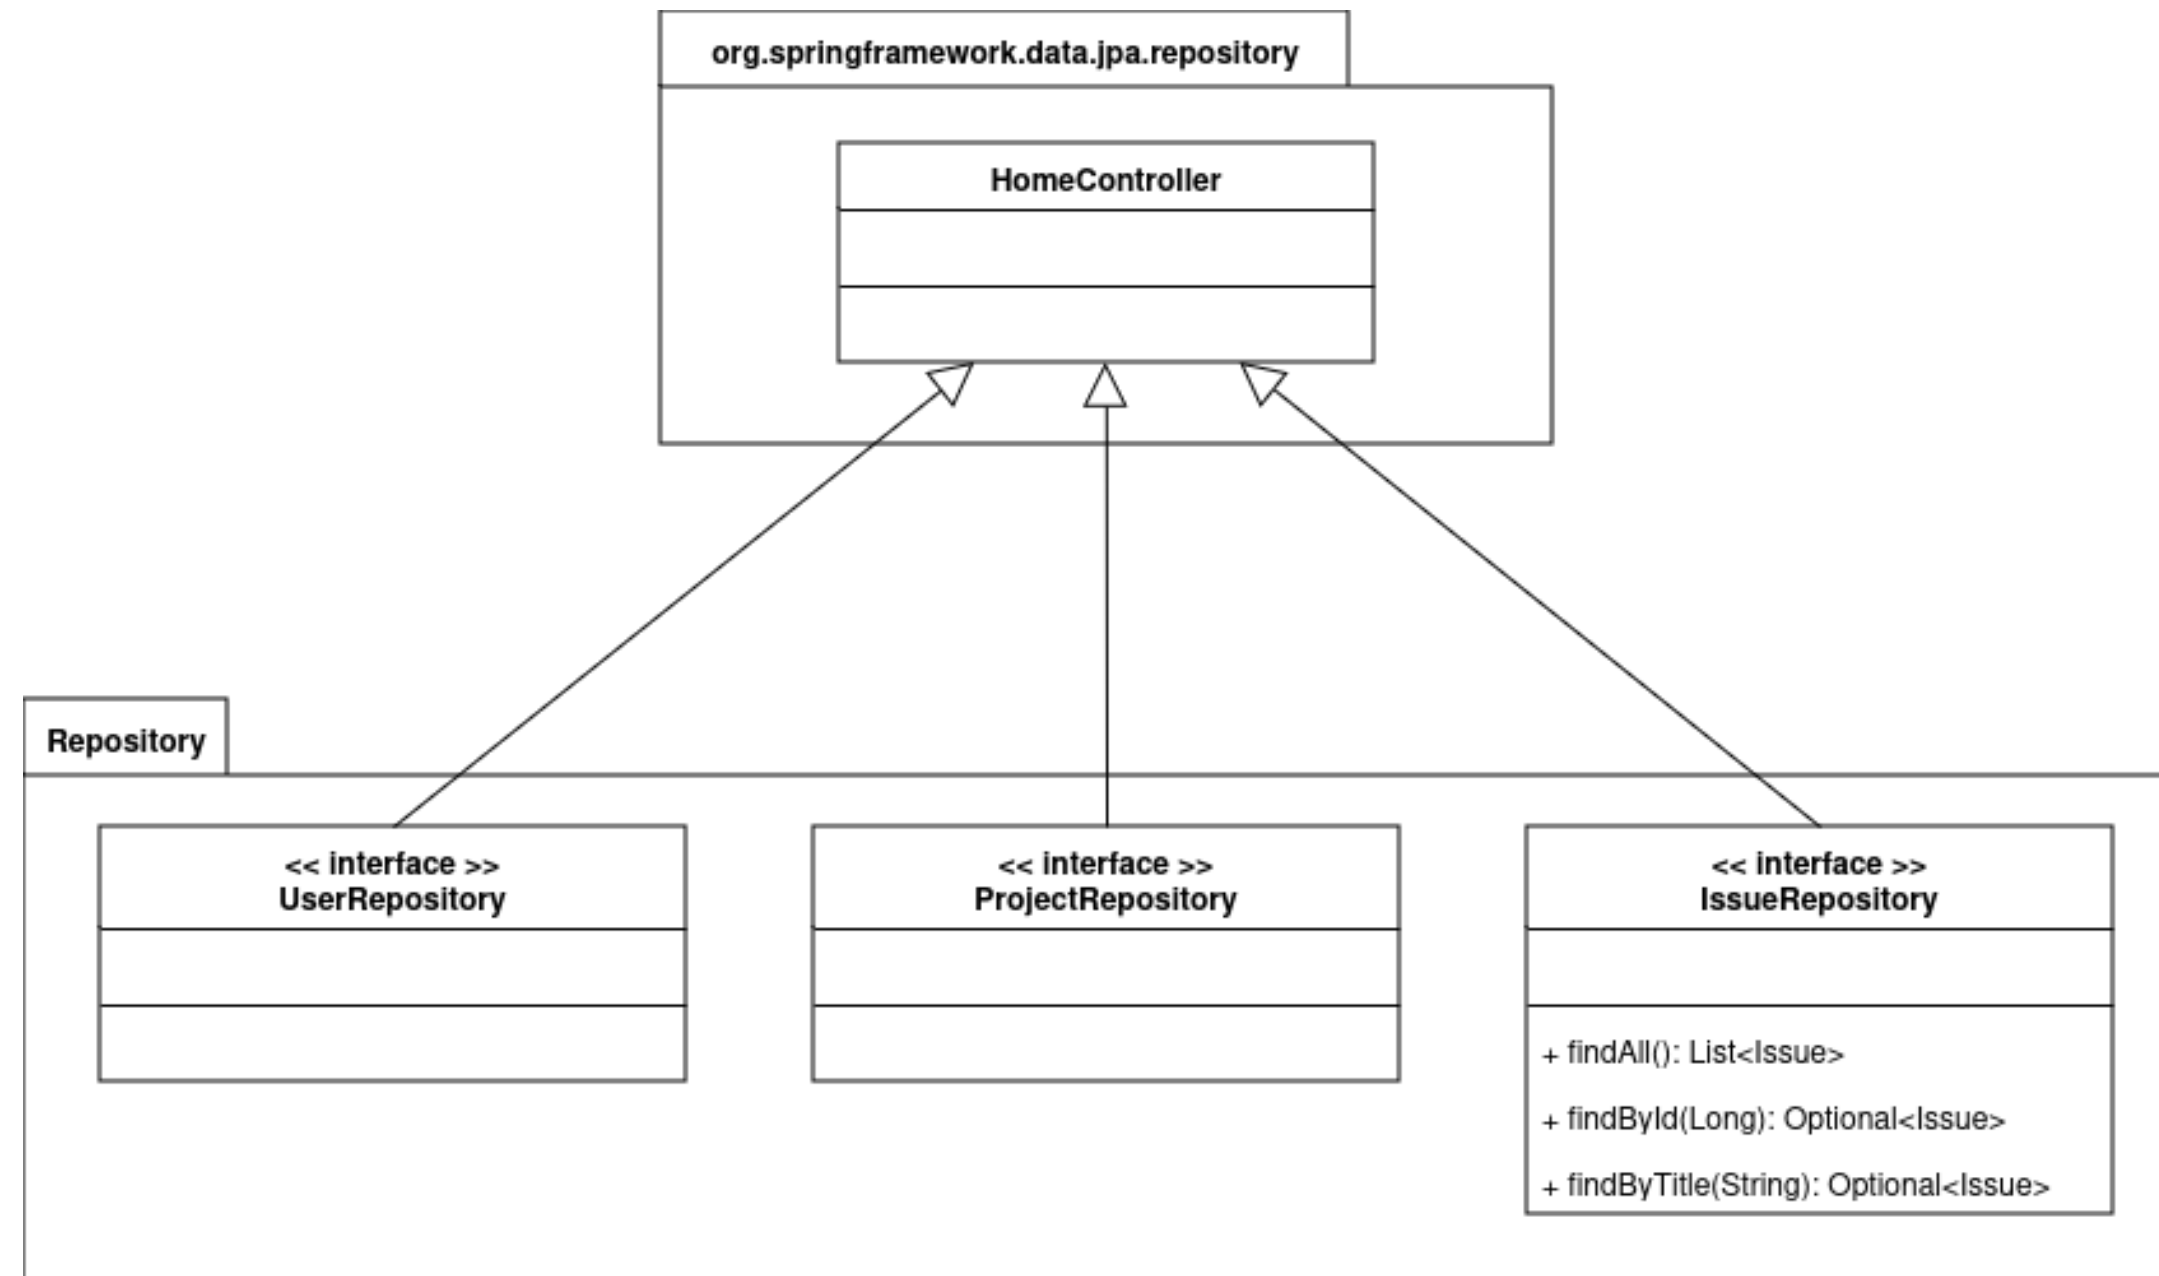 org.springframework.data.jpa.repository
HomeController
Repository
<< interface >>
UserRepository
<< interface >>
ProjectRepository
<< interface >>
IssueRepository
+ findAll(): List<Issue>
+ findById(Long): Optional<Issue>
+ findByTitle(String): Optional<Issue>